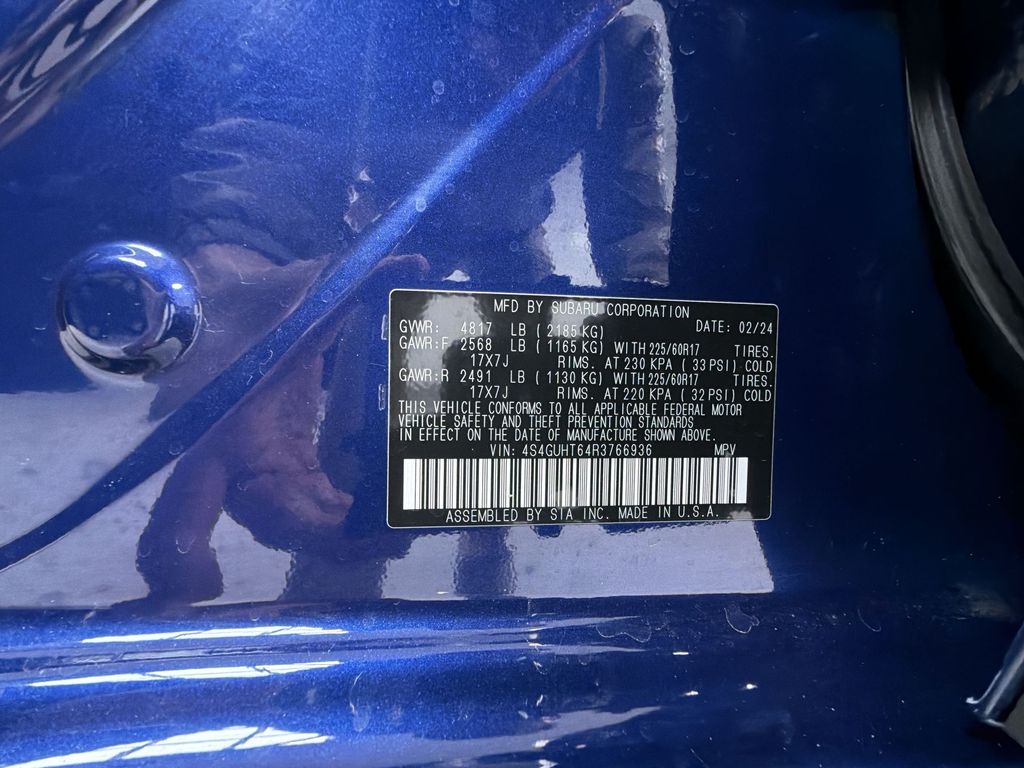 MFD BY SUBARU CORPORATION
GVWR: 4817 LB ( 2185 KG) DATE: 02/24
GAWR:F 2568 LB ( 1165 KG) WITH 225/60R17 TIRES.
17X7J RIMS. AT 230 KPA ( 33 PSI) COLD
GAWR:R 2491 LB ( 1130 KG) WITH 225/60R17 TIRES.
17X7J RIMS. AT 220 KPA ( 32 PSI) COLD
THIS VEHICLE CONFORMS TO ALL APPLICABLE FEDERAL MOTOR
VEHICLE SAFETY AND THEFT PREVENTION STANDARDS
IN EFFECT ON THE DATE OF MANUFACTURE SHOWN ABOVE.
VIN: 4S4GUHT64R3766936 MPV
ASSEMBLED BY SIA INC. MADE IN U.S.A.